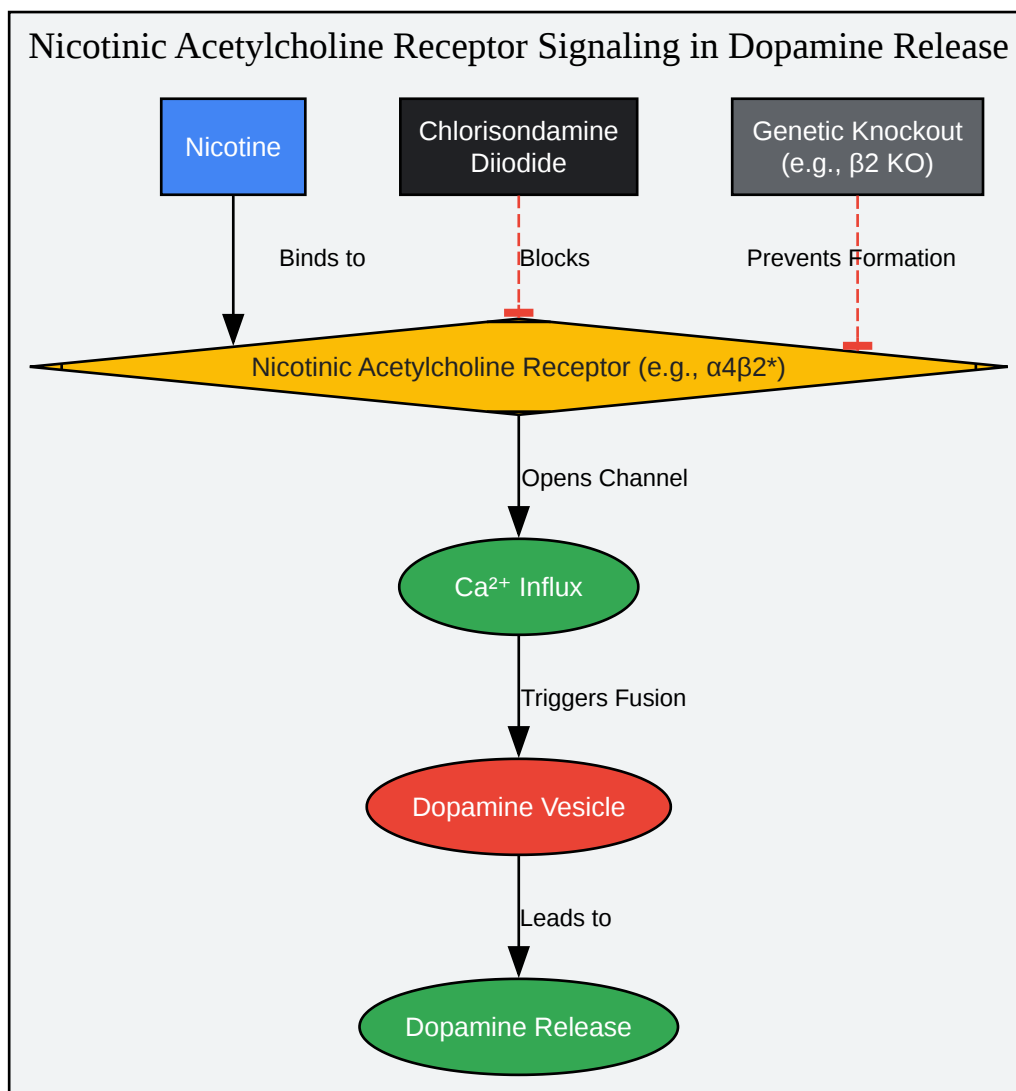 Nicotinic Acetylcholine Receptor Signaling in Dopamine Release
Nicotine
Chlorisondamine
Diiodide
Genetic Knockout
(e.g., β2 KO)
Binds to
Blocks
Prevents Formation
Nicotinic Acetylcholine Receptor (e.g., α4β2*)
Opens Channel
Ca²⁺ Influx
Triggers Fusion
Dopamine Vesicle
Leads to
Dopamine Release